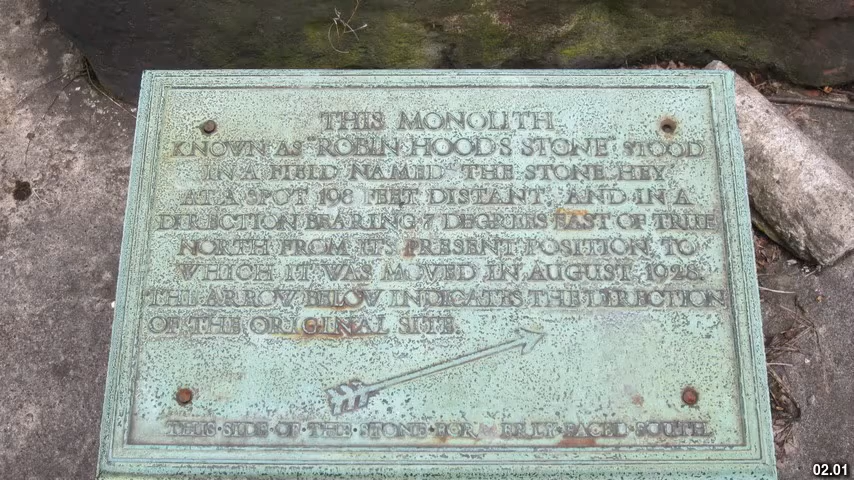 THIS MONOLITH
KNOWN AS "ROBIN HOODS STONE" STOOD
IN A FIELD NAMED "THE STONE HEY"
AT A SPOT 198 FEET DISTANT, AND IN A
DIRECTION BEARING 7 DEGREES EAST OF TRUE
NORTH FROM ITS PRESENT POSITION, TO
WHICH IT WAS MOVED IN AUGUST, 1928.
THE ARROW BELOW INDICATES THE DIRECTION
OF THE ORIGINAL SITE.
THIS · SIDE · OF · THE · STONE · FORMERLY · FACED · SOUTH.
02.01